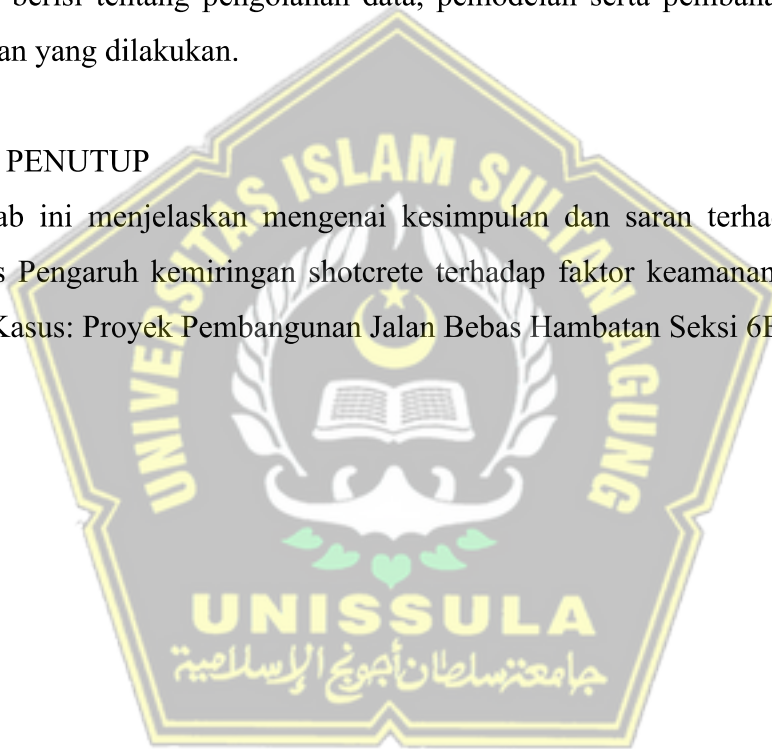 berisi tentang pengolahan data, pemodelan serta
an yang dilakukan.
PENUTUP
ab ini menjelaskan mengenai kesimpulan dan saran terha
s Pengaruh kemiringan shotcrete terhadap faktor keamanan
Kasus: Proyek Pembangunan Jalan Bebas Hambatan Seksi 6
UNIVERSITAS ISLAM SULTAN AGUNG
UNISSULA
جامعة سلطان أجونج الإسلامية